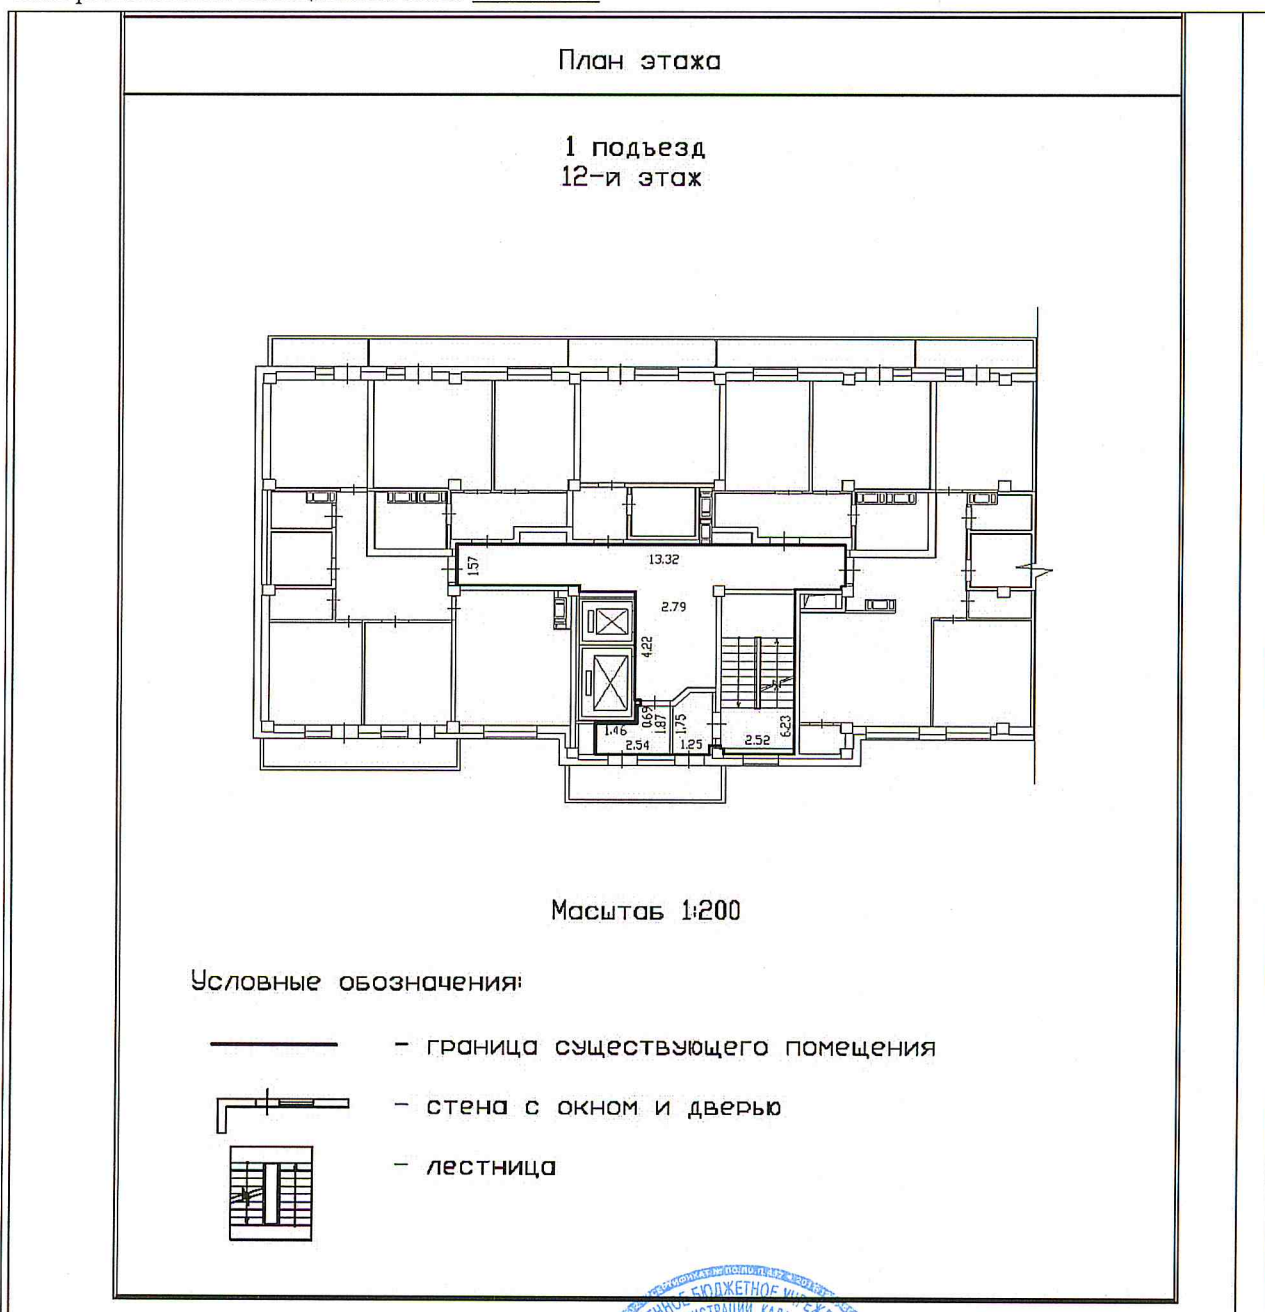 План этажа
1 подъезд
12-й этаж
13.32
1.57
2.79
4.22
0.69
1.87
1.75
6.23
1.46
2.54
1.25
2.52
Масштаб 1:200
Условные обозначения:
- граница существующего помещения
- стена с окном и дверью
- лестница
БЮДЖЕТНОЕ